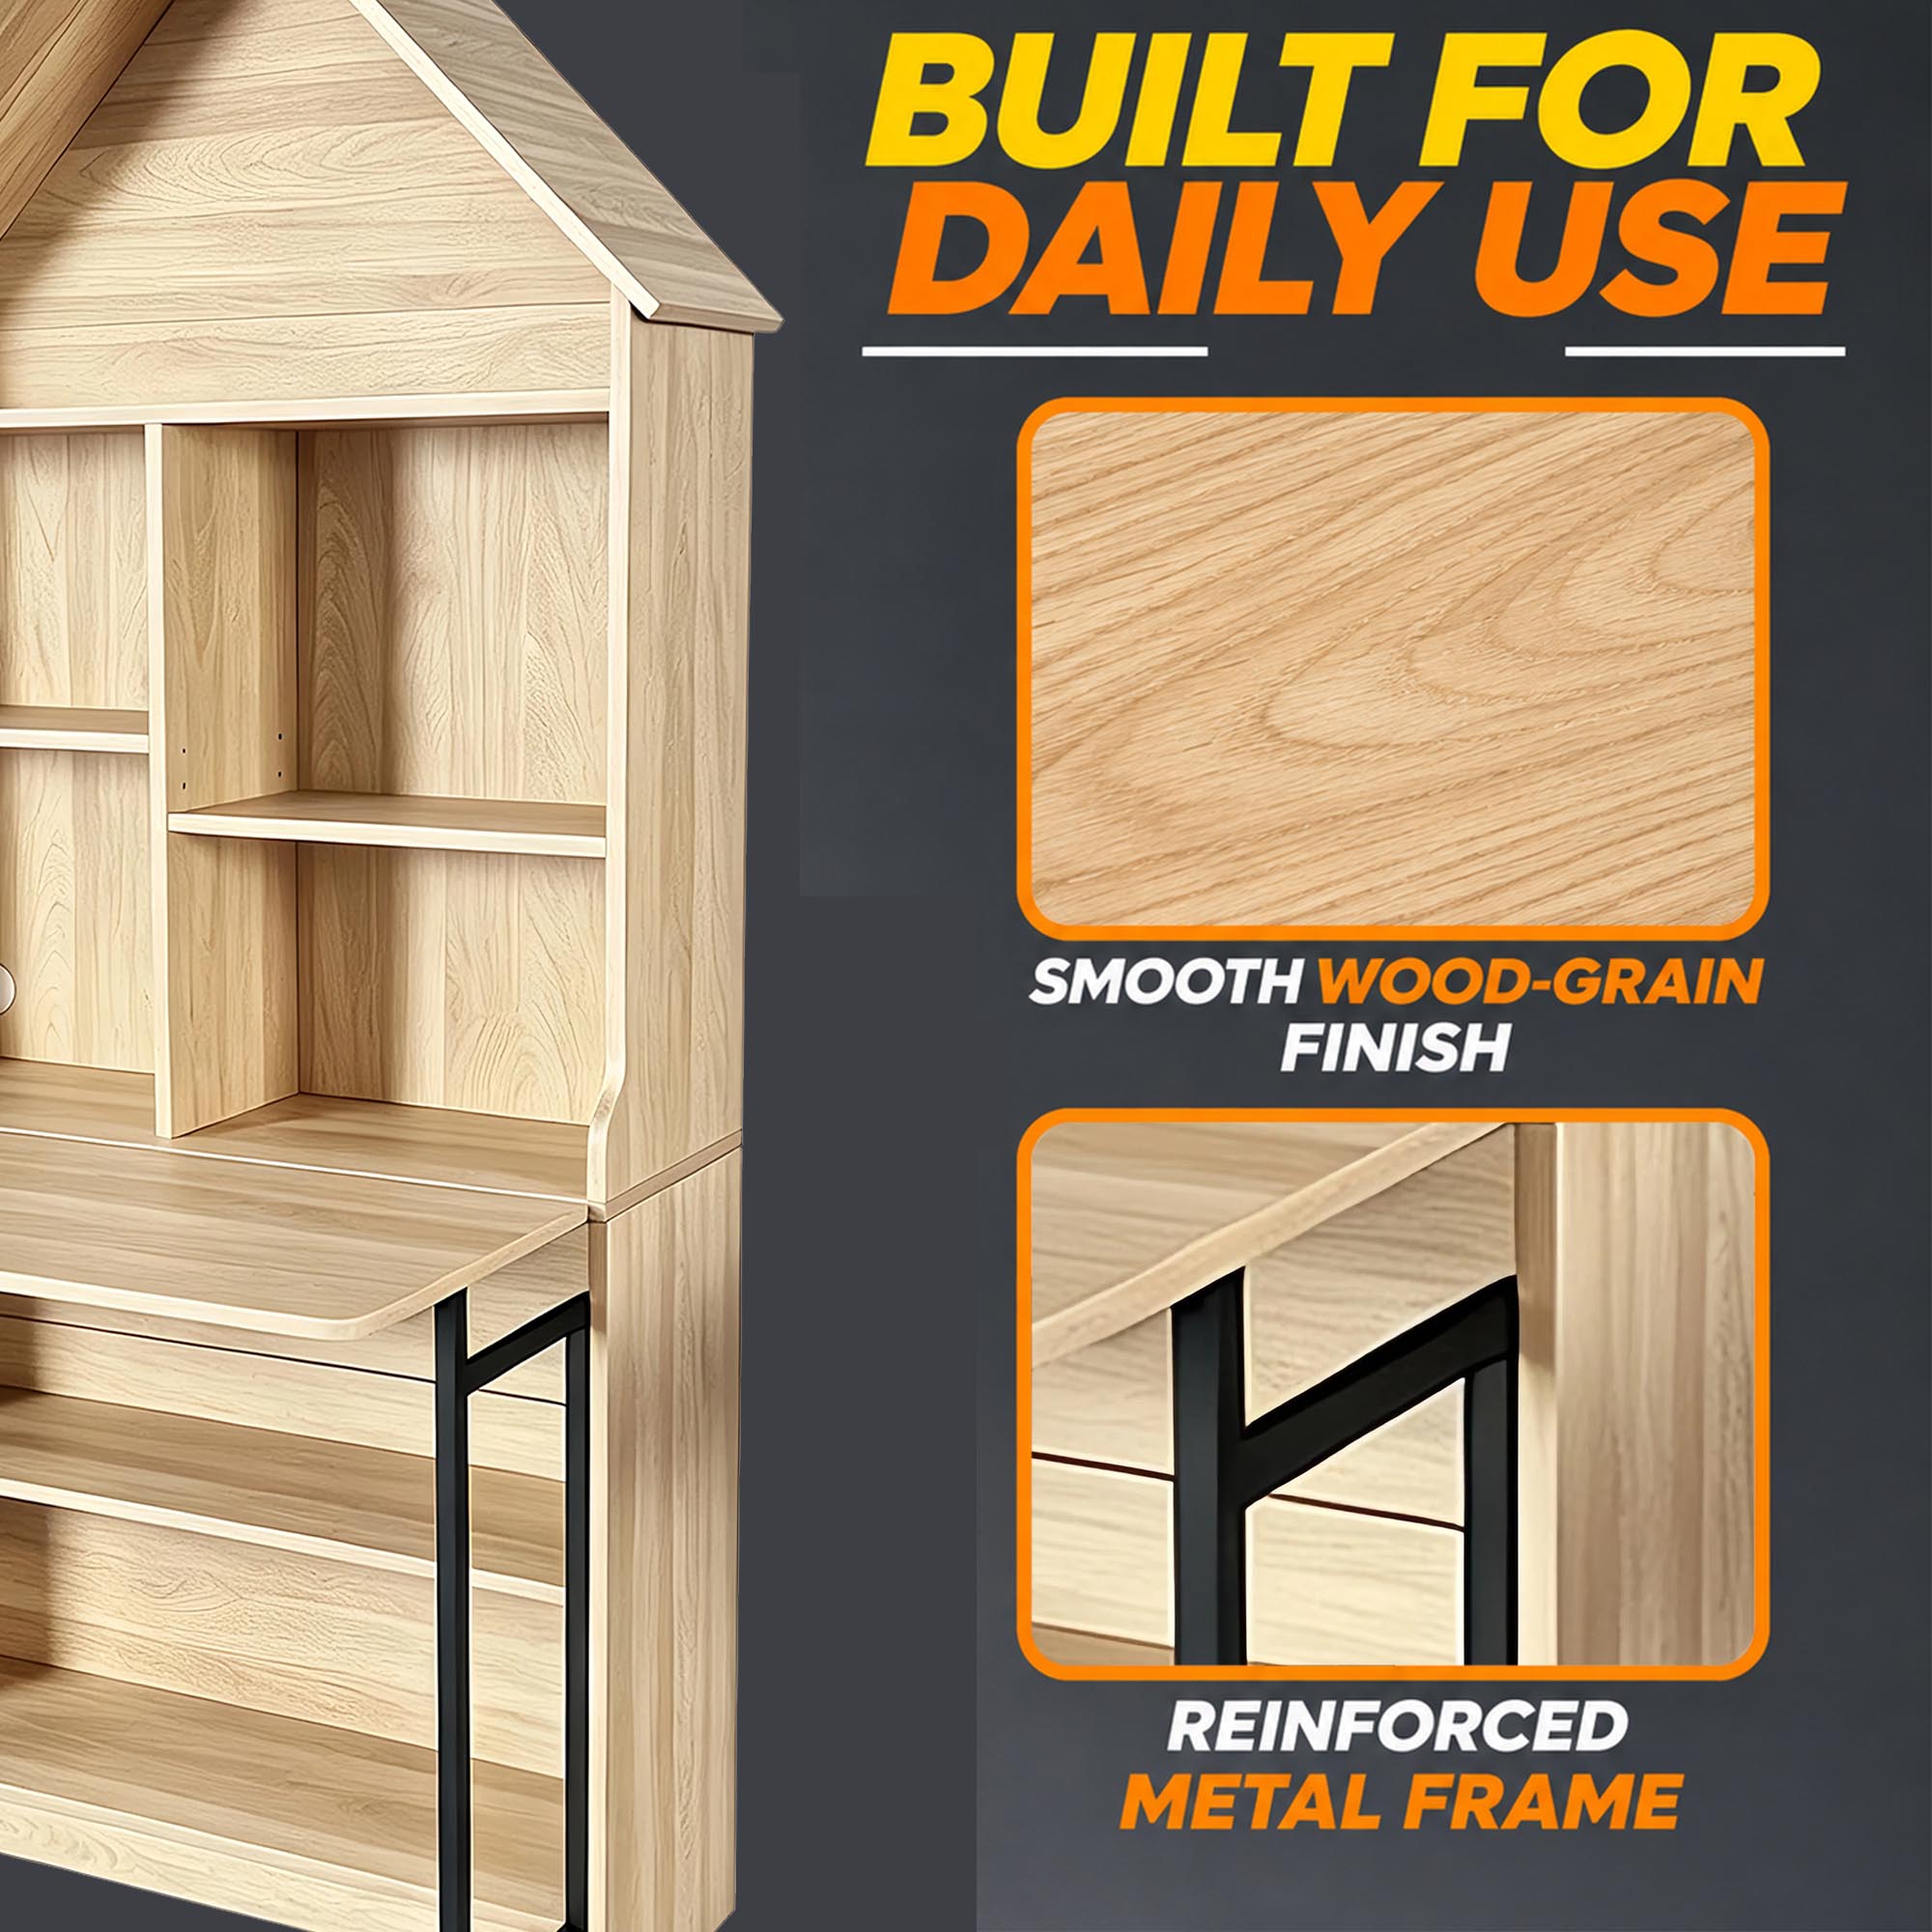 BUILT FOR
DAILY USE
SMOOTH WOOD-GRAIN
FINISH
REINFORCED
METAL FRAME